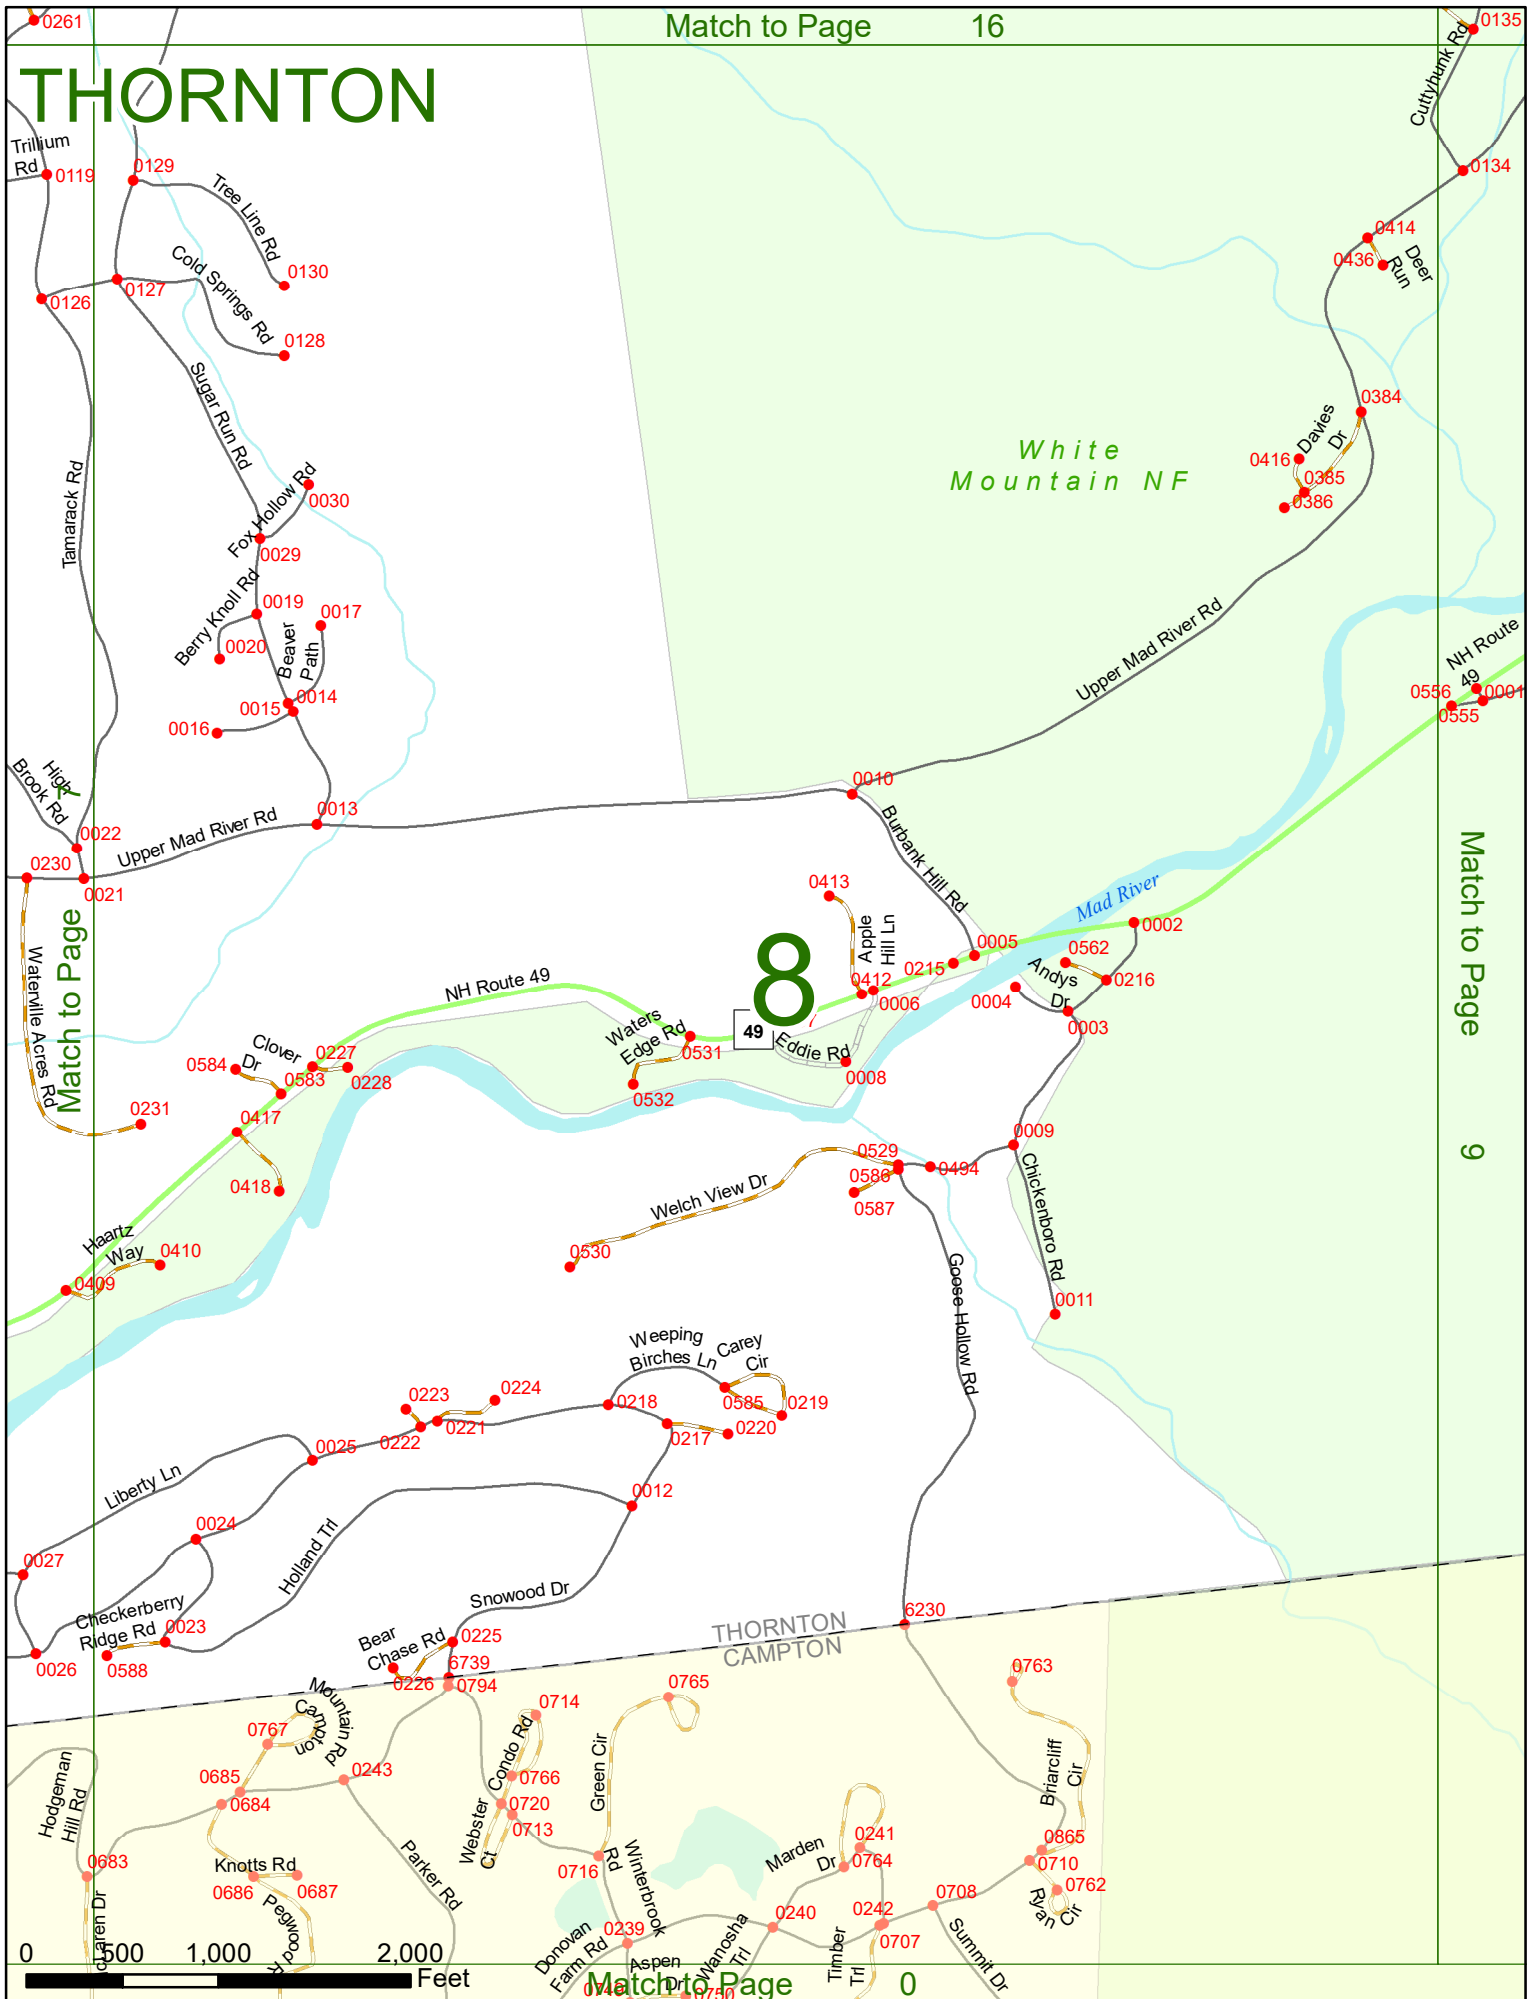 Match to Page 16
THORNTON
0261
0135
Cuttyhunk Rd
Trillium
Rd
0119
0129
0134
Tree Line Rd
0414
0436
Deer
Run
Cold Springs Rd
0130
0126
0127
0128
Sugar Run Rd
0384
Davies
Dr
White
Mountain NF
0416
0385
0386
Tamarack Rd
Fox Hollow Rd
0030
0029
Berry Knoll Rd
0019
0017
0020
Beaver
Path
Upper Mad River Rd
NH Route
49
0014
0015
0016
0556
0001
0555
High
Brook Rd
7
0010
0013
0022
Upper Mad River Rd
Burbank Hill Rd
0230
0021
0413
Match to Page 9
Mad River
Apple
Hill Ln
0002
Waterville Acres Rd
Match to Page
8
0005
0215
0562
0216
Andys
Dr
0004
0003
NH Route 49
0412
0006
Waters
Edge Rd
49
Eddie Rd
0531
0008
0532
Clover
Dr
0227
0584
0583
0228
0231
0417
0418
0009
0529
0494
0586
0587
Welch View Dr
Chickenboro Rd
Haartz
Way
0410
0409
0530
Goose Hollow Rd
0011
Weeping
Birches Ln
Carey
Cir
0223
0224
0218
0585
0219
0222
0221
0217
0220
0025
Liberty Ln
0012
0024
Holland Trl
0027
Checkerberry
Ridge Rd
0023
Snowood Dr
0026
0588
Bear
Chase Rd
0225
6230
THORNTON
CAMPTON
6739
0226
0794
0763
0765
Campton
Mountain Rd
0714
0767
Condo Rd
Green Cir
Rd
Briarcliff
Cir
Hodgeman
Hill Rd
0685
0243
0766
0684
0720
0713
Webster
Ct
0241
0865
0683
Knotts Rd
Parker Rd
0716
Winterbrook
Marden
Dr
0764
0710
0686
0687
0762
Ryan
Cir
Pegwood R
0708
0240
0242
0707
0239
Donovan
Farm Rd
Wanosha
Trl
Timber
Trl
Summit Dr
Aspen
Dr
0750
0 500 1,000 2,000
Feet
Match to Page 0